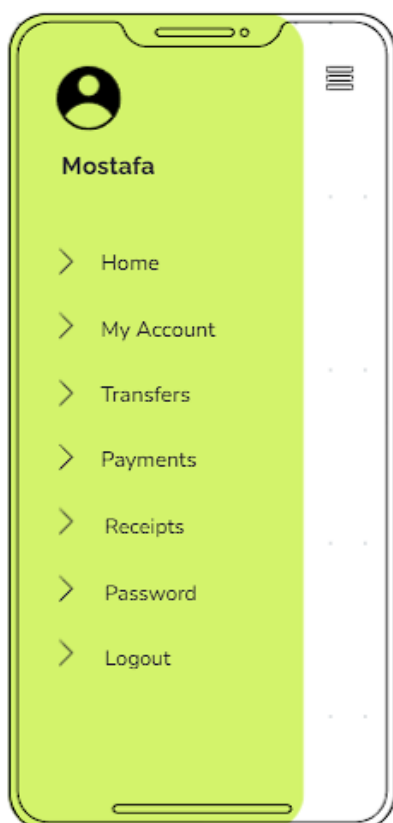 Mostafa
Home
My Account
Transfers
Payments
Receipts
Password
Logout